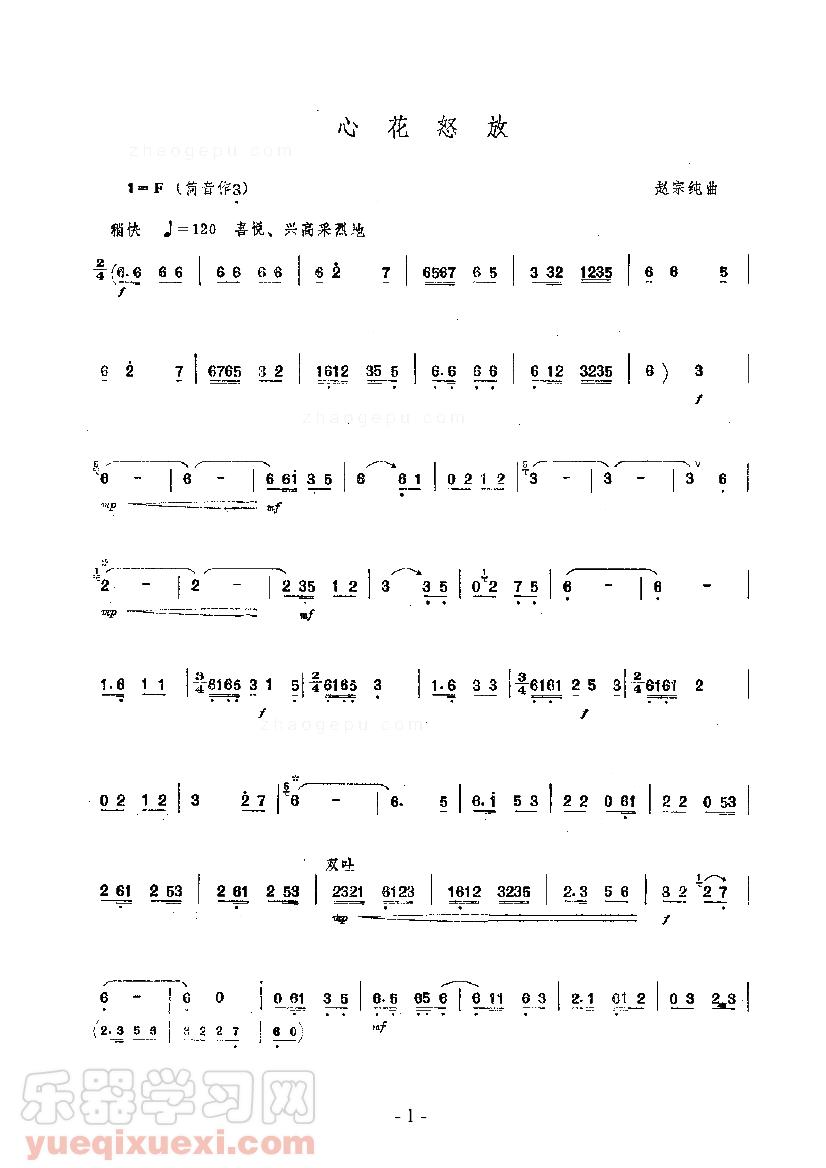 心花怒放
zhaogepu.com
1=F (筒音作3)
赵宗纯曲
稍快 ♩=120 喜悦、兴高采烈地
2/4 (6.6 6 6 | 6 6 6 6 | 6 2 7 | 6567 6 5 | 3 32 1235 | 6 6 5 |
f
6 2 7 | 6765 3 2 | 1612 35 5 | 6.6 6 6 | 6 12 3235 | 6 ) 3 |
f
zhaogepu.com
6 - | 6 - | 6 61 3 5 | 6 6 1 | 0 2 1 2 | 3 - | 3 - | 3 6 |
mp mf
2 - | 2 - | 2 35 1 2 | 3 3 5 | 0 2 7 5 | 6 - | 6 - |
mp mf
1.6 1 1 | 3/4 6165 3 1 5 | 2/4 6165 3 | 1.6 3 3 | 3/4 6161 2 5 3 | 2/4 6161 2 |
f f
zhaogepu.com
0 2 1 2 | 3 2 7 | 6 - | 6. 5 | 6.1 5 3 | 2 2 0 61 | 2 2 0 53 |
双吐
2 61 2 53 | 2 61 2 53 | 2321 6123 | 1612 3235 | 2.3 5 6 | 3 2 2 7 |
mp f
6 - | 6 0 | 0 61 3 5 | 6.5 65 6 | 6 11 6 3 | 2.1 61 2 | 0 3 2.3 |
(2.3 5 6 | 3 2 2 7 | 6 0)
mf
乐器学习网
yueqixuexi.com
- 1 -